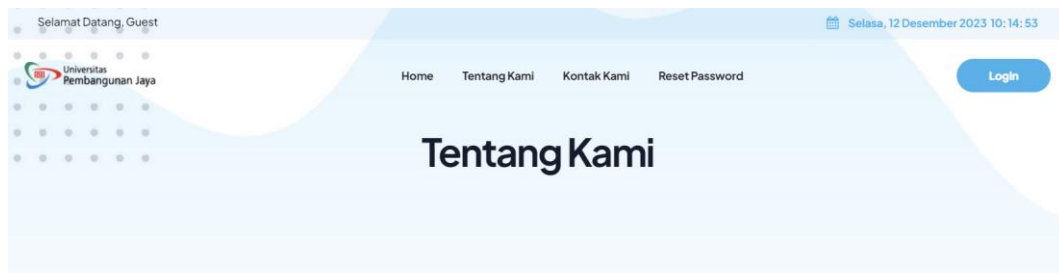 Selamat Datang, Guest
Selasa, 12 Desember 2023 10:14:53
Universitas
Pembangunan Jaya
Home Tentang Kami Kontak Kami Reset Password
Login
Tentang Kami